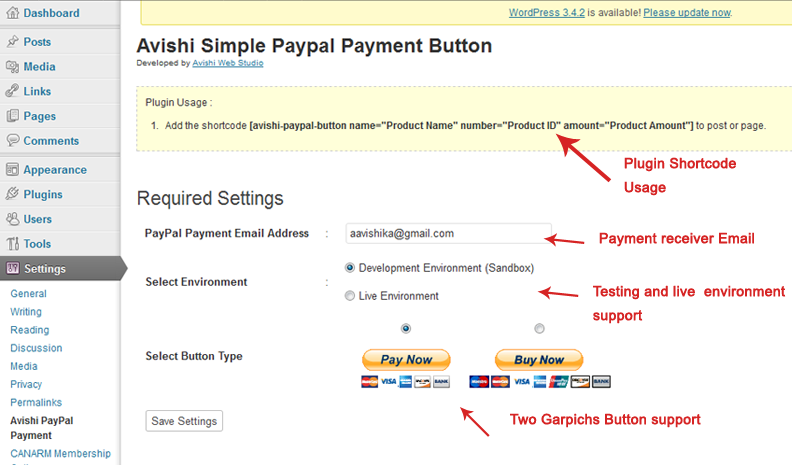 Dashboard
Posts
Media
Links
Pages
Comments
Appearance
Plugins
Users
Tools
Settings
General
Writing
Reading
Discussion
Media
Privacy
Permalinks
Avishi PayPal
Payment
CANARM Membership
WordPress 3.4.2 is available! Please update now.
Avishi Simple Paypal Payment Button
Developed by Avishi Web Studio
Plugin Usage :
1. Add the shortcode [avishi-paypal-button name="Product Name" number="Product ID" amount="Product Amount"] to post or page.
Plugin Shortcode
Usage
Required Settings
PayPal Payment Email Address : aavishika@gmail.com
Payment receiver Email
Select Environment :
Development Environment (Sandbox)
Live Environment
Testing and live environment
support
Select Button Type
Pay Now
Buy Now
VISA
BANK
VISA
BANK
Two Garpichs Button support
Save Settings